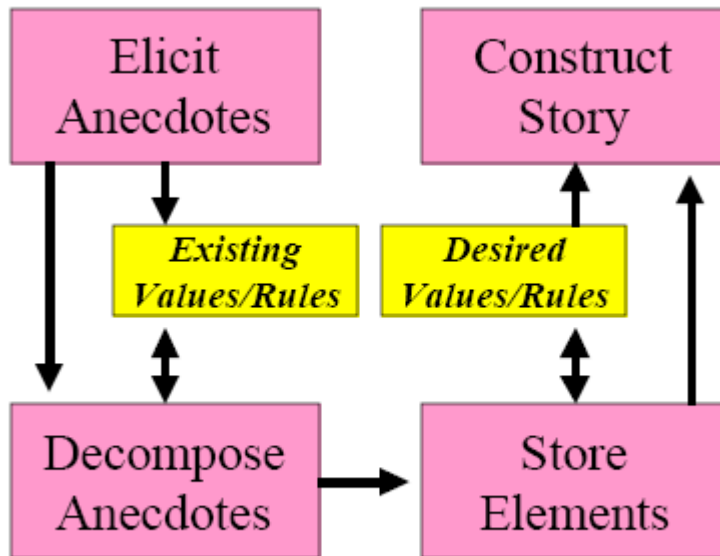 Elicit
Anecdotes
Construct
Story
Existing
Values/Rules
Desired
Values/Rules
Decompose
Anecdotes
Store
Elements